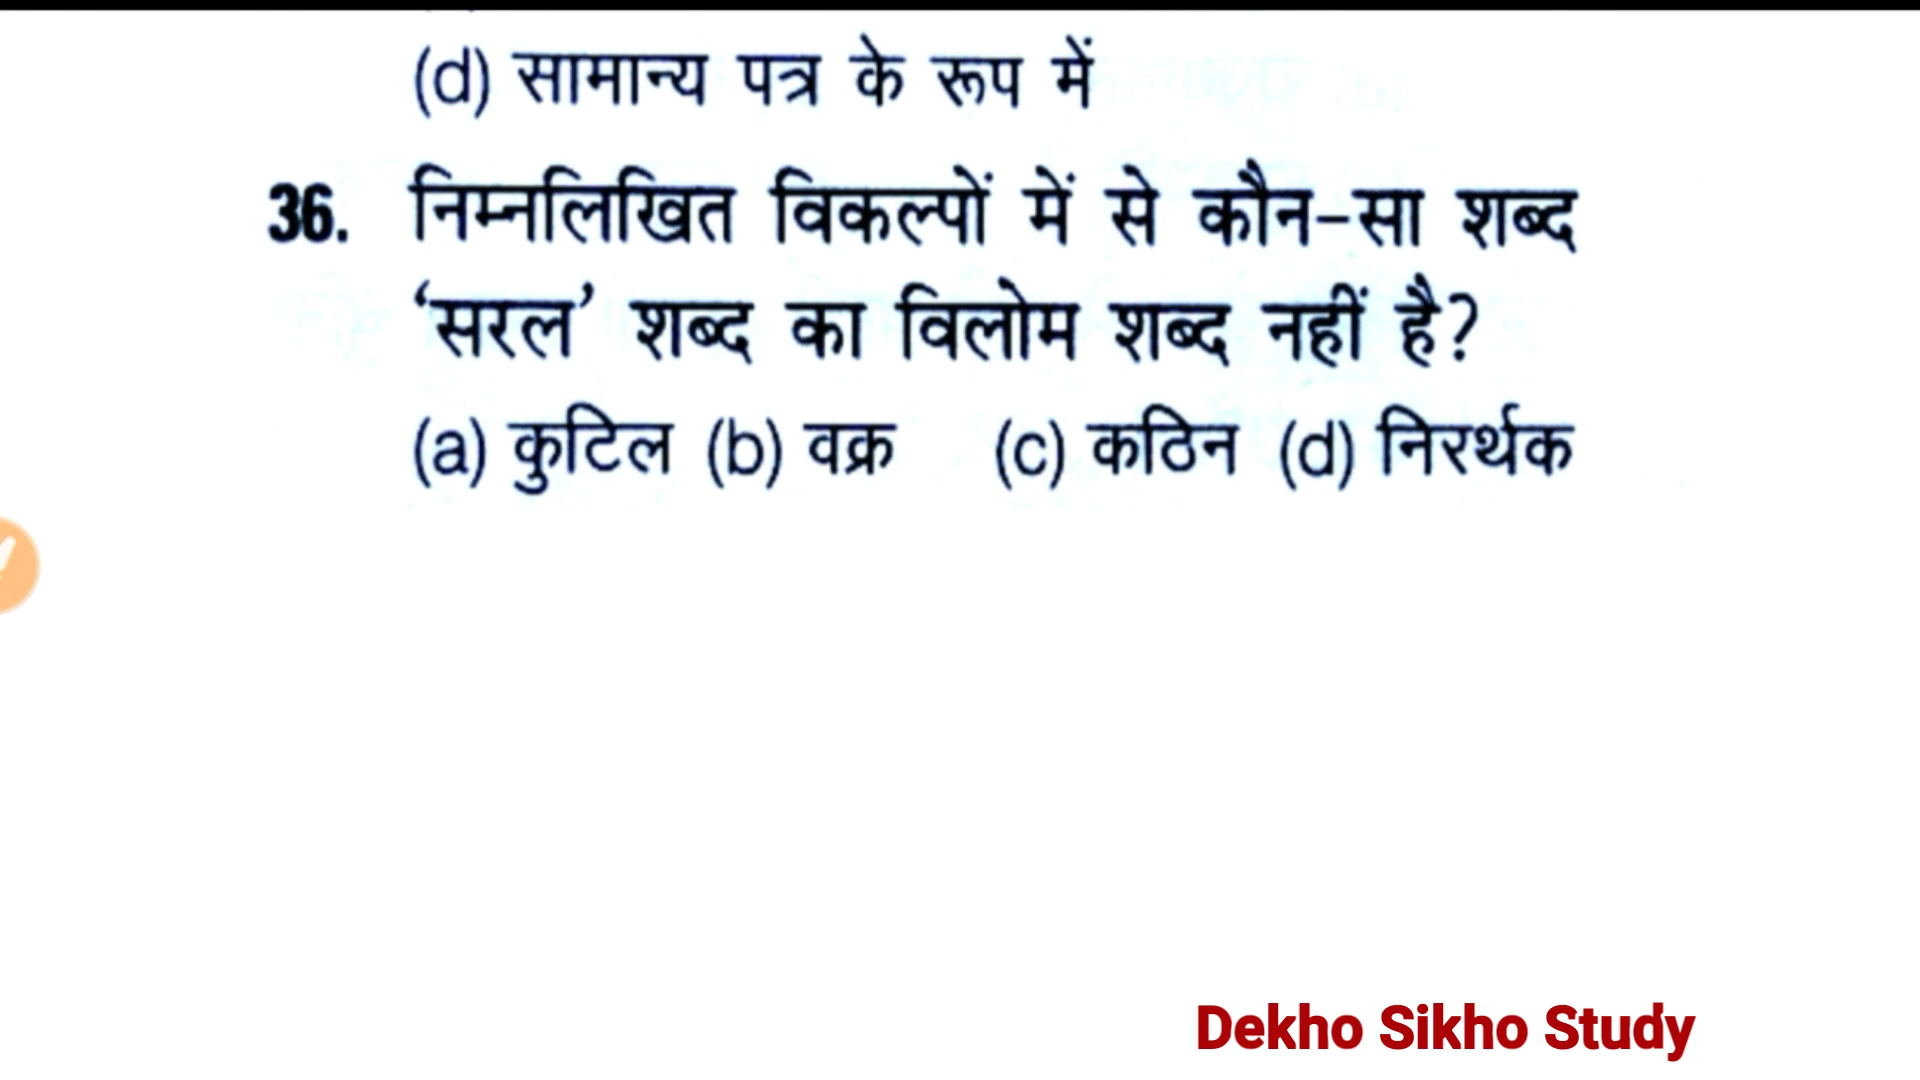 (d) सामान्य पत्र के रूप में
36. निम्नलिखित विकल्पों में से कौन-सा शब्द
'सरल' शब्द का विलोम शब्द नहीं है?
(a) कुटिल (b) वक्र (c) कठिन (d) निरर्थक
Dekho Sikho Study